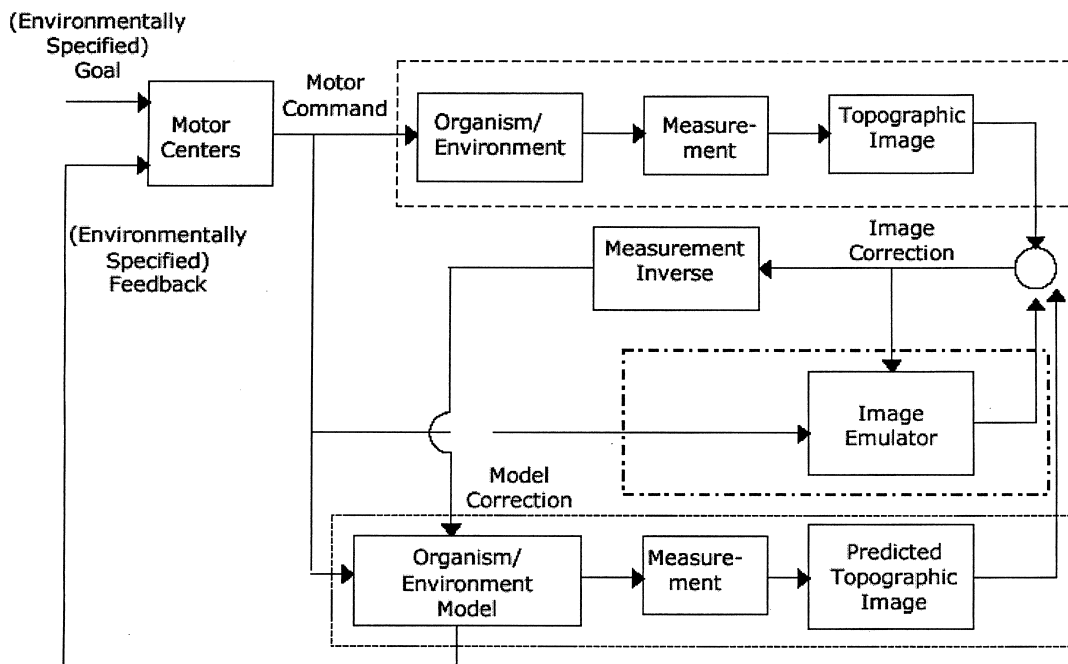 (Environmentally
Specified)
Goal
Motor
Centers
Motor
Command
Organism/
Environment
Measure-
ment
Topographic
Image
(Environmentally
Specified)
Feedback
Measurement
Inverse
Image
Correction
Image
Emulator
Model
Correction
Organism/
Environment
Model
Measure-
ment
Predicted
Topographic
Image